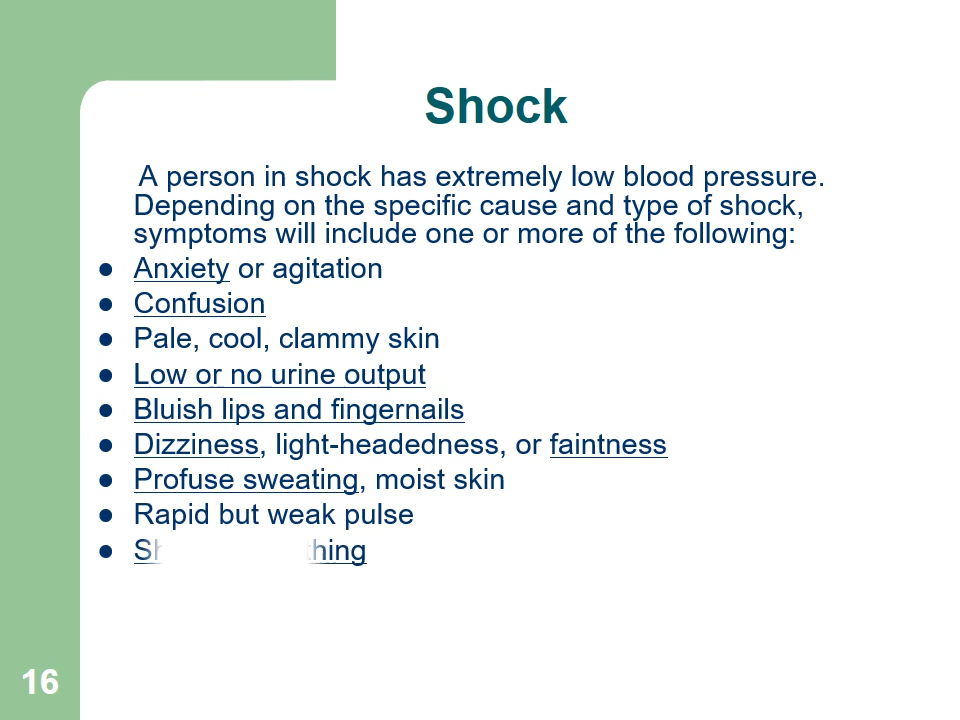 Shock
A person in shock has extremely low blood pressure.
Depending on the specific cause and type of shock,
symptoms will include one or more of the following:
● Anxiety or agitation
● Confusion
● Pale, cool, clammy skin
● Low or no urine output
● Bluish lips and fingernails
● Dizziness, light-headedness, or faintness
● Profuse sweating, moist skin
● Rapid but weak pulse
●
16